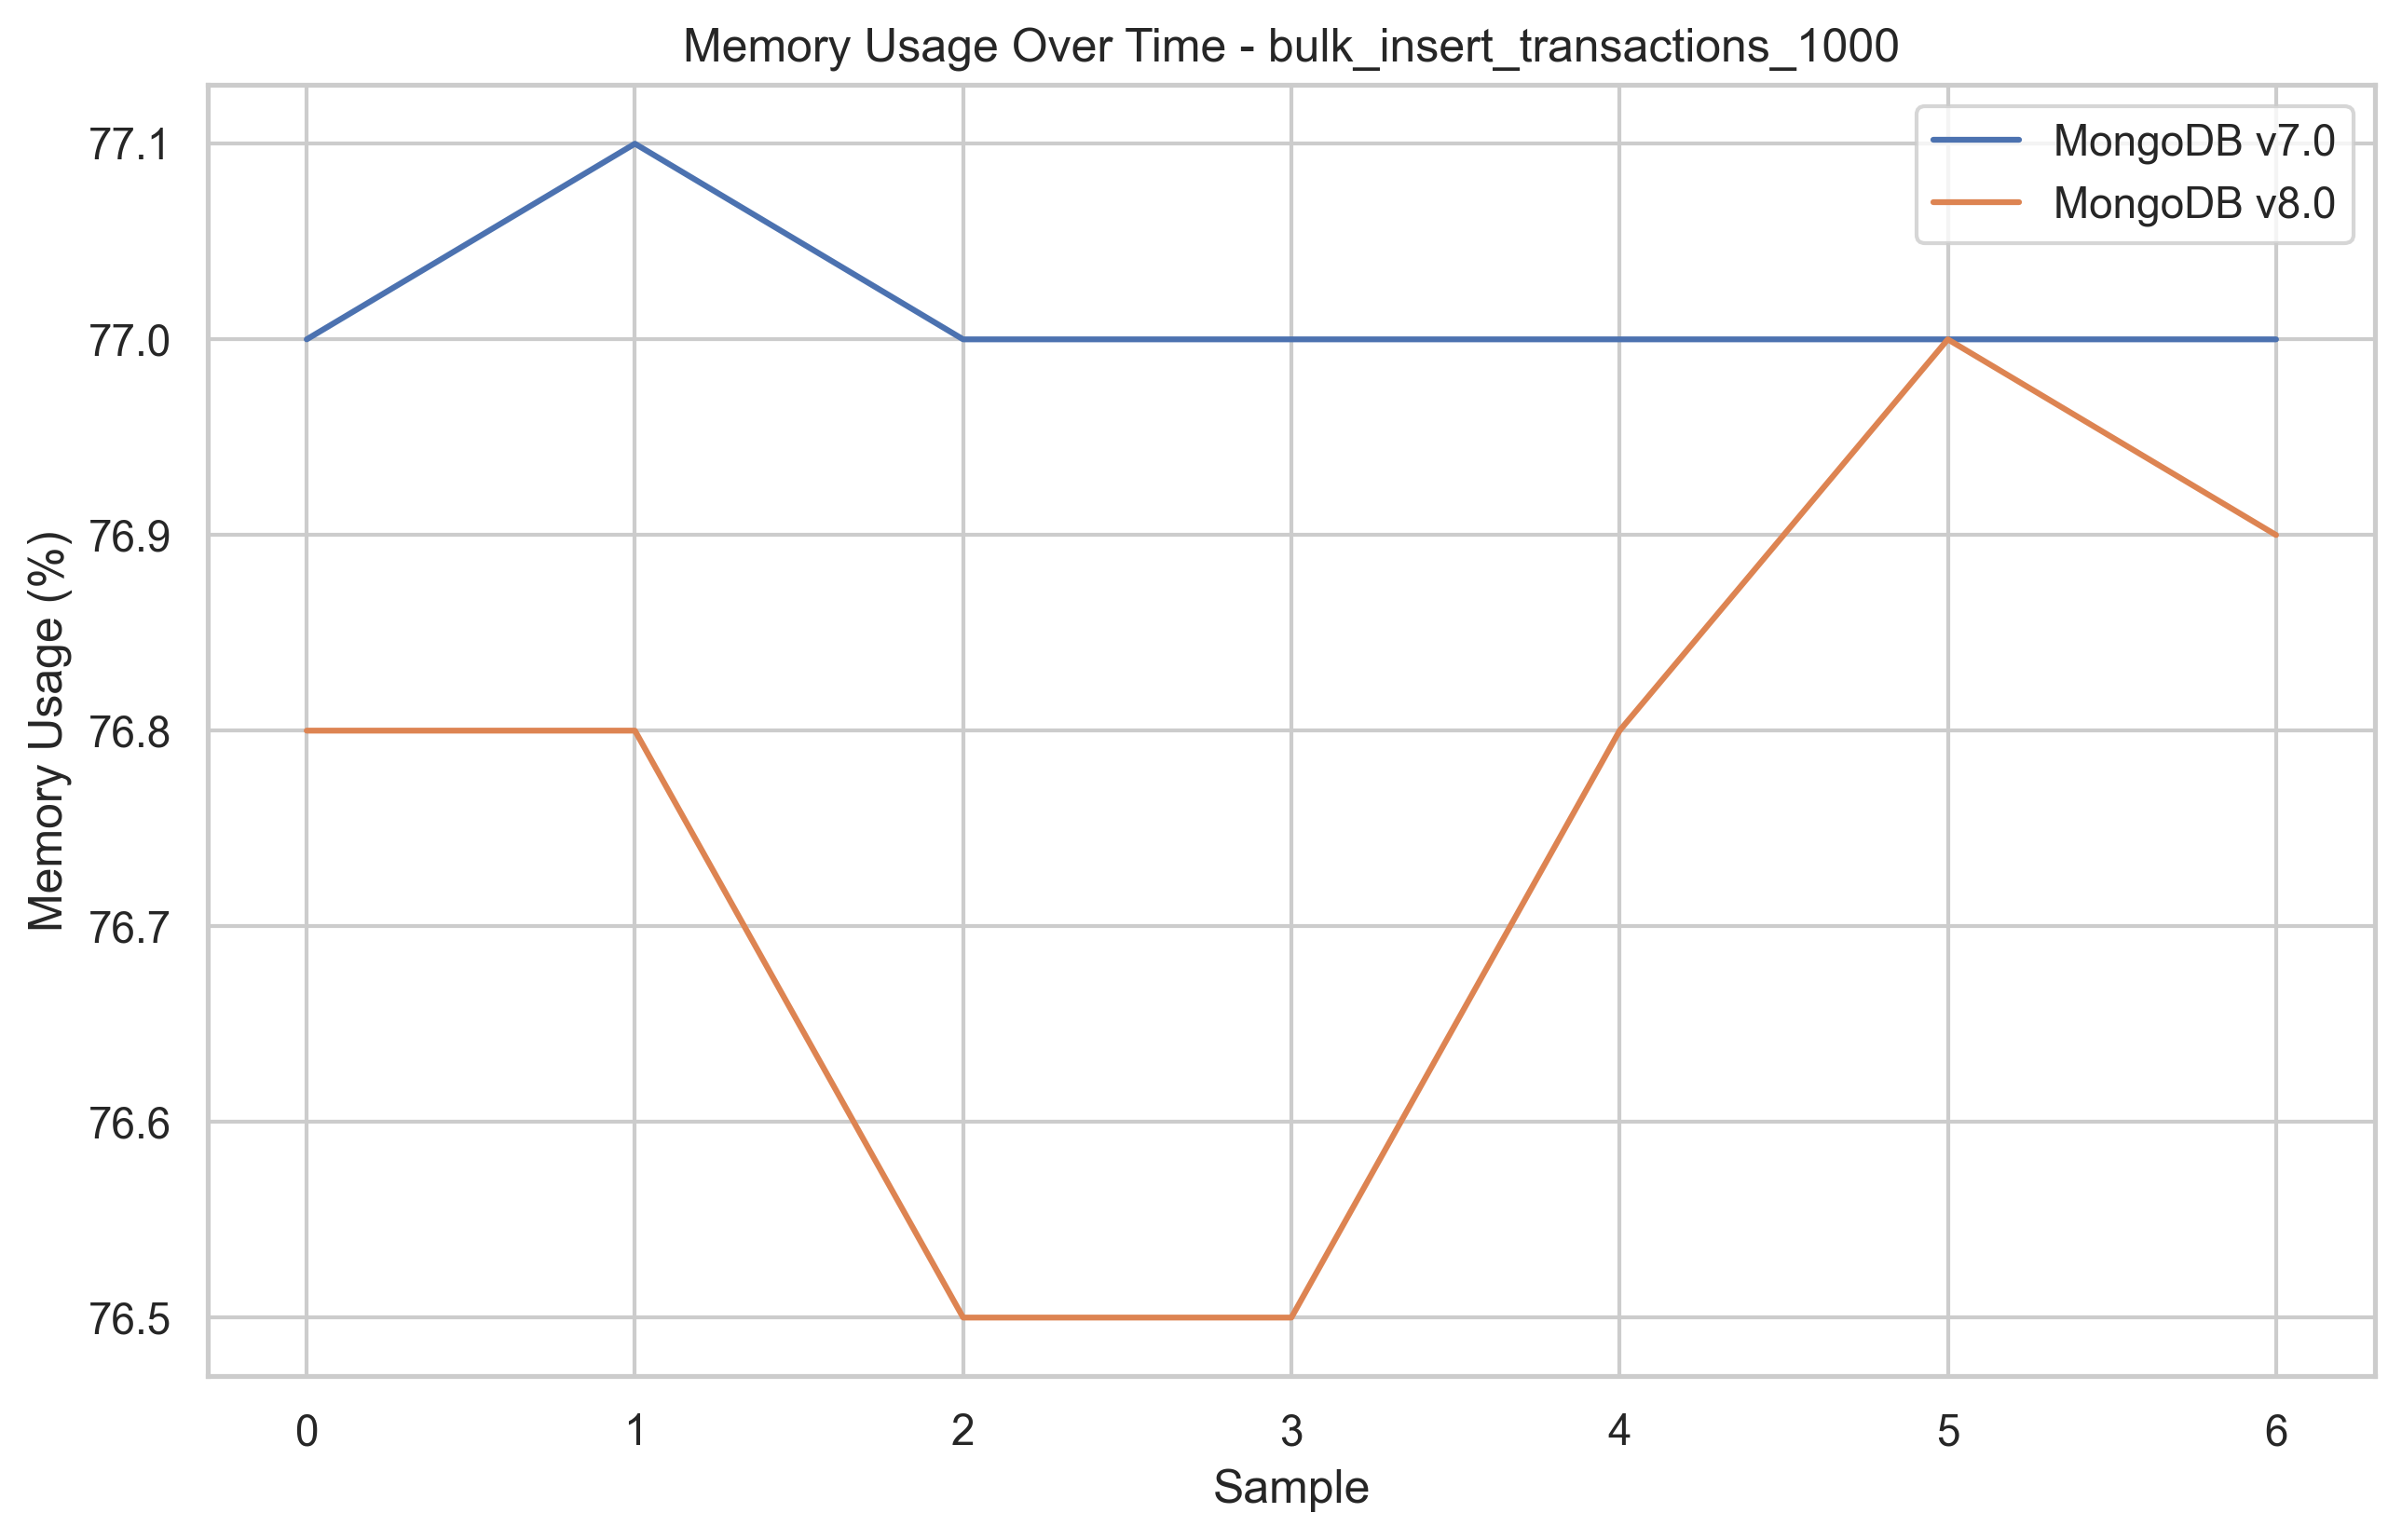 Memory Usage Over Time - bulk_insert_transactions_1000
MongoDB v7.0
MongoDB v8.0
Memory Usage (%)
77.1
77.0
76.9
76.8
76.7
76.6
76.5
0 1 2 3 4 5 6
Sample